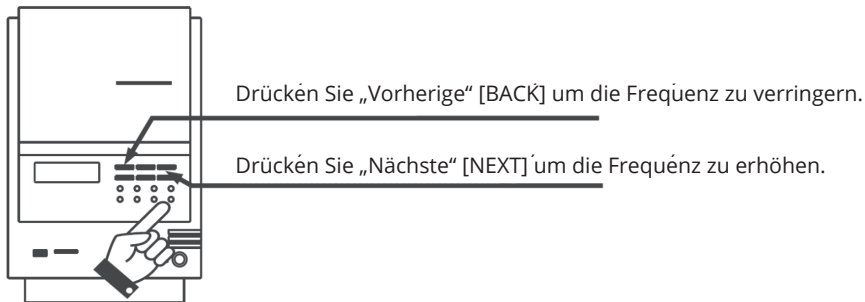 Drücken Sie „Vorherige“ [BACK] um die Frequenz zu verringern.
Drücken Sie „Nächste“ [NEXT] um die Frequenz zu erhöhen.